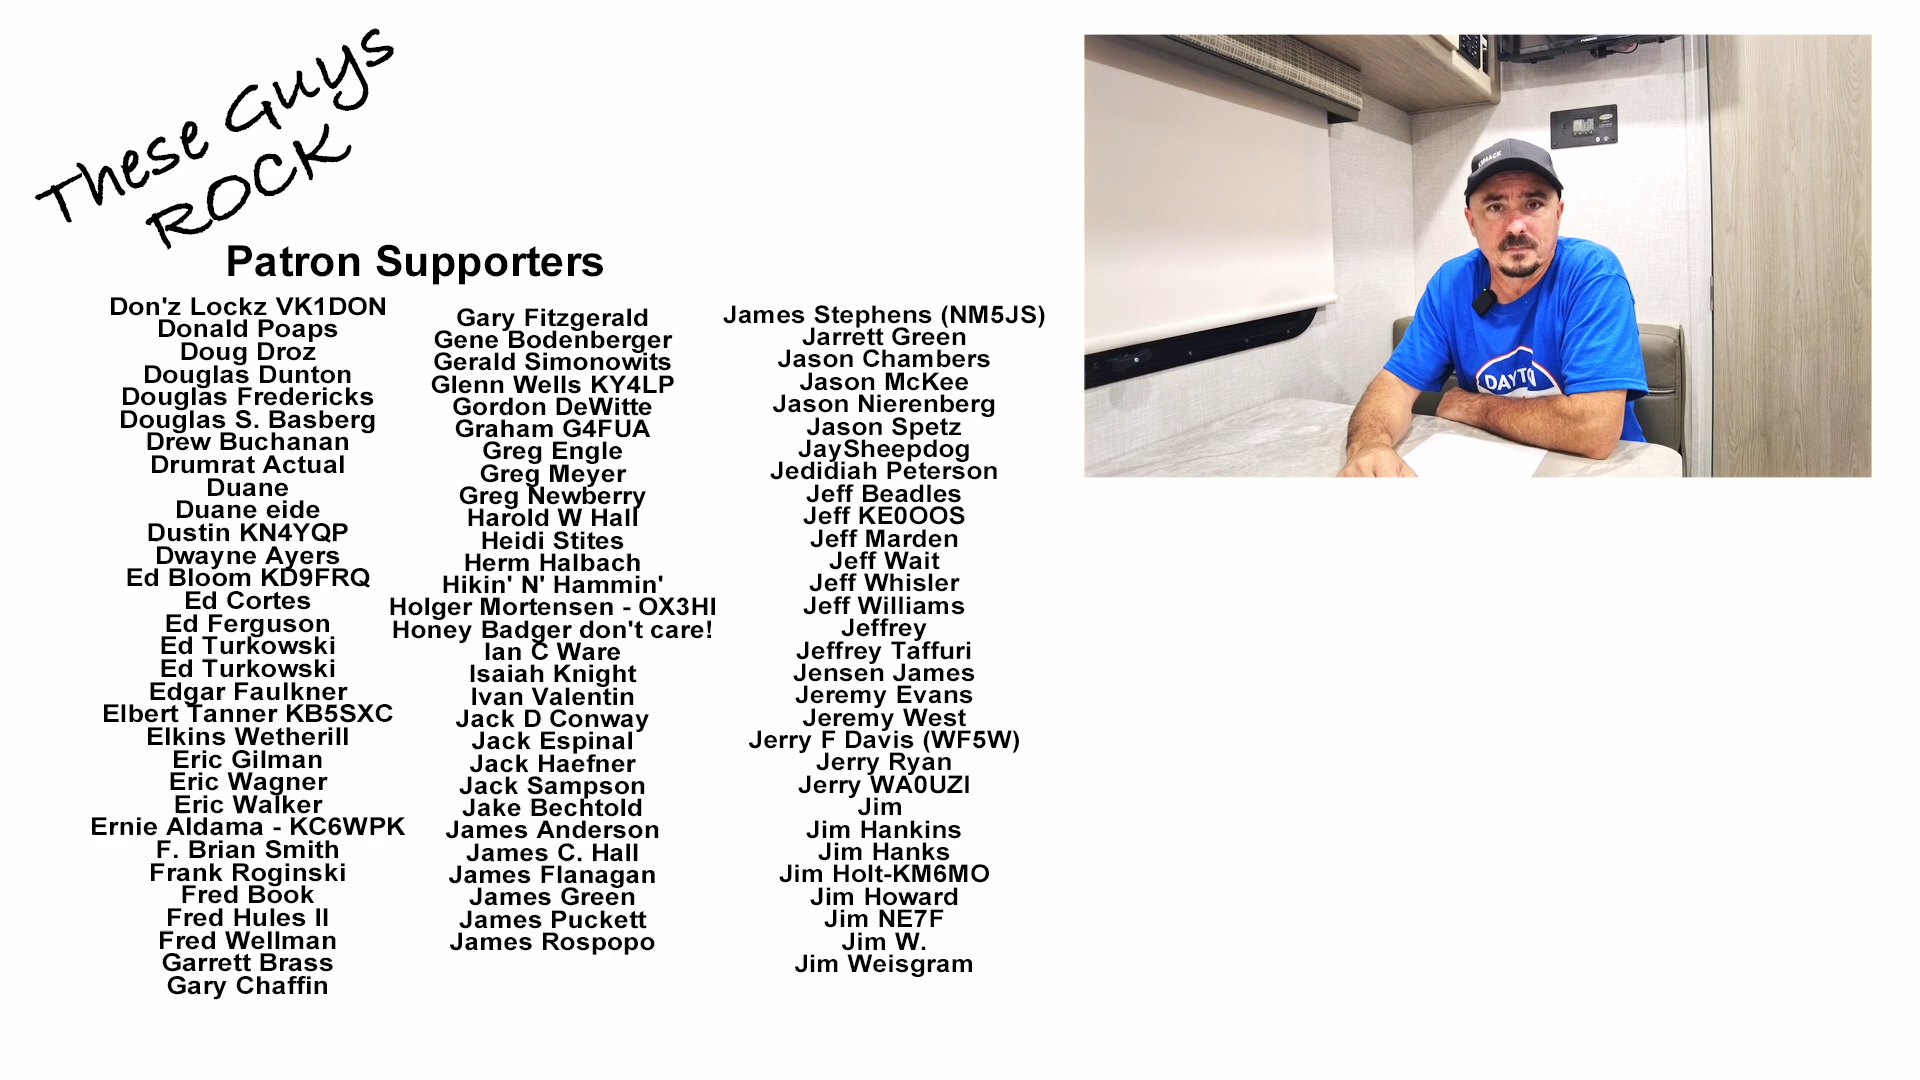 These Guys
ROCK
Patron Supporters
Don'z Lockz VK1DON
Donald Poaps
Doug Droz
Douglas Dunton
Douglas Fredericks
Douglas S. Basberg
Drew Buchanan
Drumrat Actual
Duane
Duane eide
Dustin KN4YQP
Dwayne Ayers
Ed Bloom KD9FRQ
Ed Cortes
Ed Ferguson
Ed Turkowski
Ed Turkowski
Edgar Faulkner
Elbert Tanner KB5SXC
Elkins Wetherill
Eric Gilman
Eric Wagner
Eric Walker
Ernie Aldama - KC6WPK
F. Brian Smith
Frank Roginski
Fred Book
Fred Hules II
Fred Wellman
Garrett Brass
Gary Chaffin
Gary Fitzgerald
Gene Bodenberger
Gerald Simonowits
Glenn Wells KY4LP
Gordon DeWitte
Graham G4FUA
Greg Engle
Greg Meyer
Greg Newberry
Harold W Hall
Heidi Stites
Herm Halbach
Hikin' N' Hammin'
Holger Mortensen - OX3HI
Honey Badger don't care!
Ian C Ware
Isaiah Knight
Ivan Valentin
Jack D Conway
Jack Espinal
Jack Haefner
Jack Sampson
Jake Bechtold
James Anderson
James C. Hall
James Flanagan
James Green
James Puckett
James Rospopo
James Stephens (NM5JS)
Jarrett Green
Jason Chambers
Jason McKee
Jason Nierenberg
Jason Spetz
JaySheepdog
Jedidiah Peterson
Jeff Beadles
Jeff KE0OOS
Jeff Marden
Jeff Wait
Jeff Whisler
Jeff Williams
Jeffrey
Jeffrey Taffuri
Jensen James
Jeremy Evans
Jeremy West
Jerry F Davis (WF5W)
Jerry Ryan
Jerry WA0UZI
Jim
Jim Hankins
Jim Hanks
Jim Holt-KM6MO
Jim Howard
Jim NE7F
Jim W.
Jim Weisgram
DAYTO